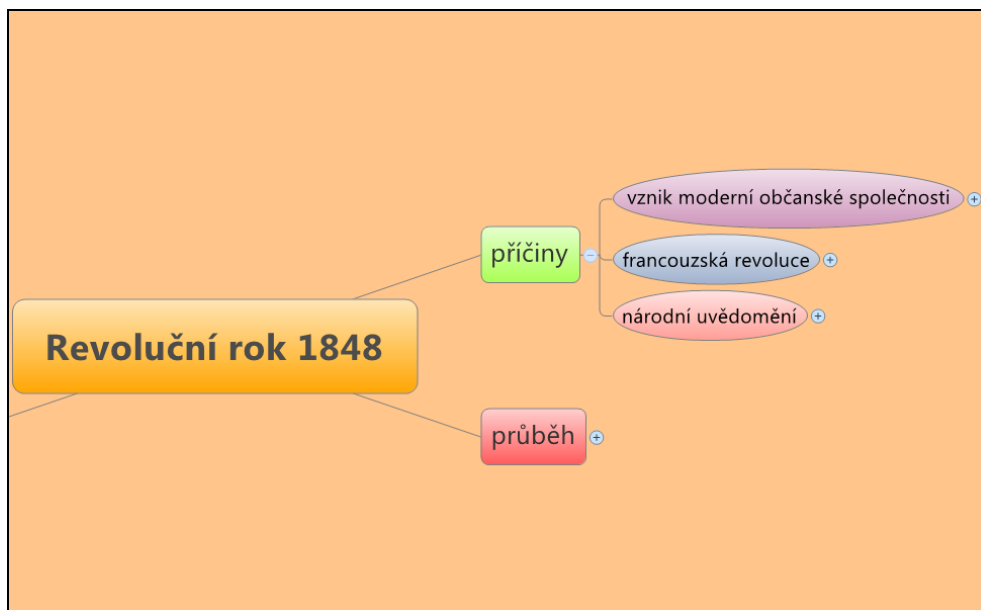 vznik moderní občanské společnosti
příčiny
francouzská revoluce
národní uvědomění
Revoluční rok 1848
průběh